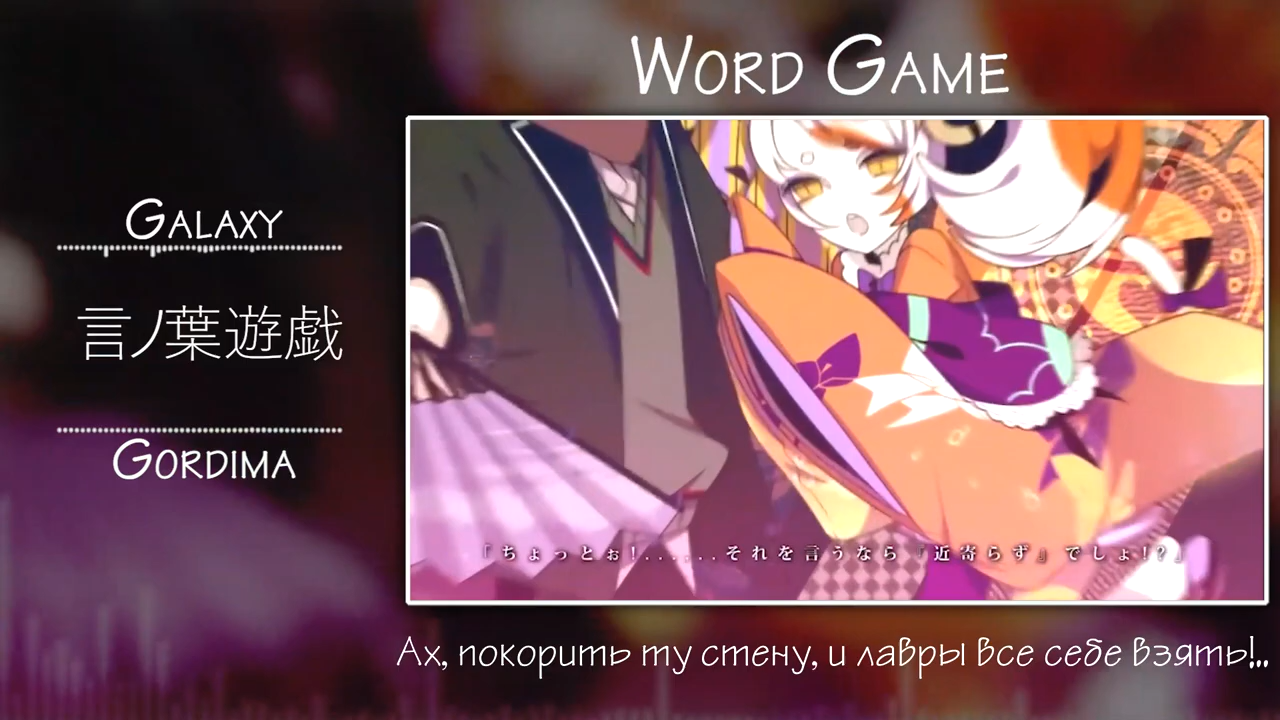 WORD GAME
GALAXY
言ノ葉遊戯
GORDIMA
「ちょっとぉ!......それを言うなら『近寄らず』でしょ!?」
Ах, покорить ту стену, и лавры все себе взять!..